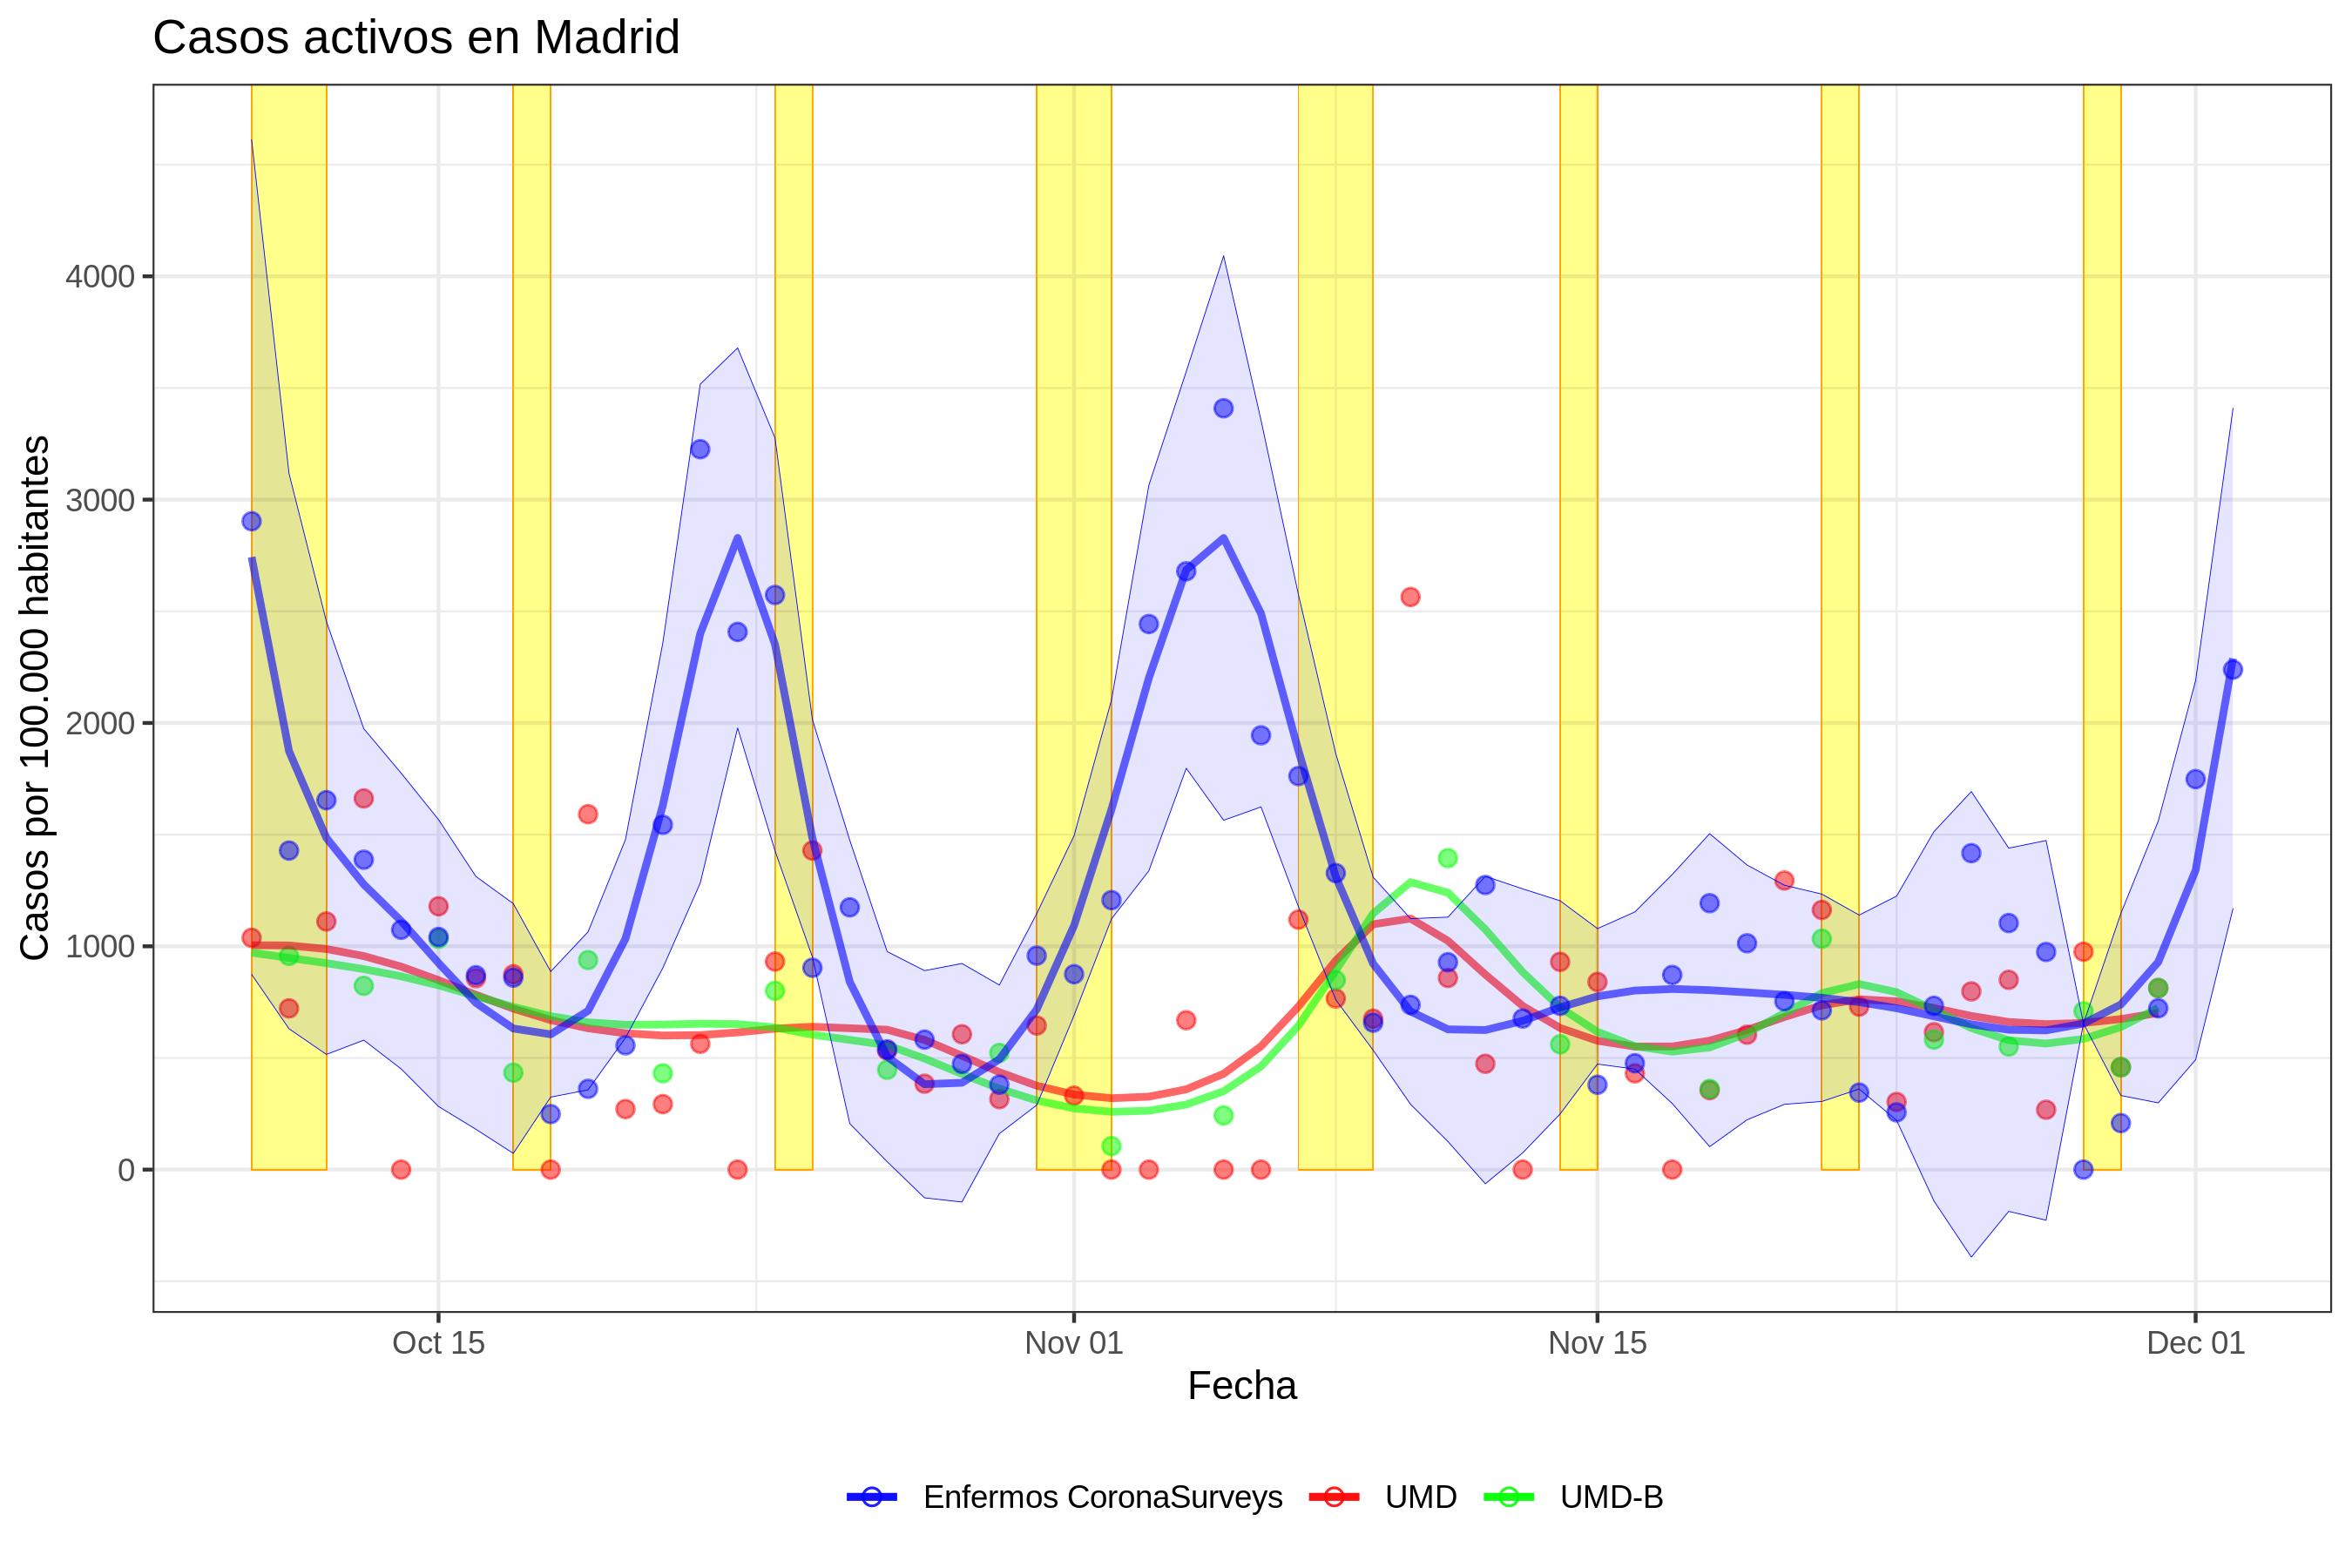 Casos activos en Madrid
Casos por 100.000 habitantes
4000
3000
2000
1000
0
Oct 15 Nov 01 Nov 15 Dec 01
Fecha
Enfermos CoronaSurveys UMD UMD-B